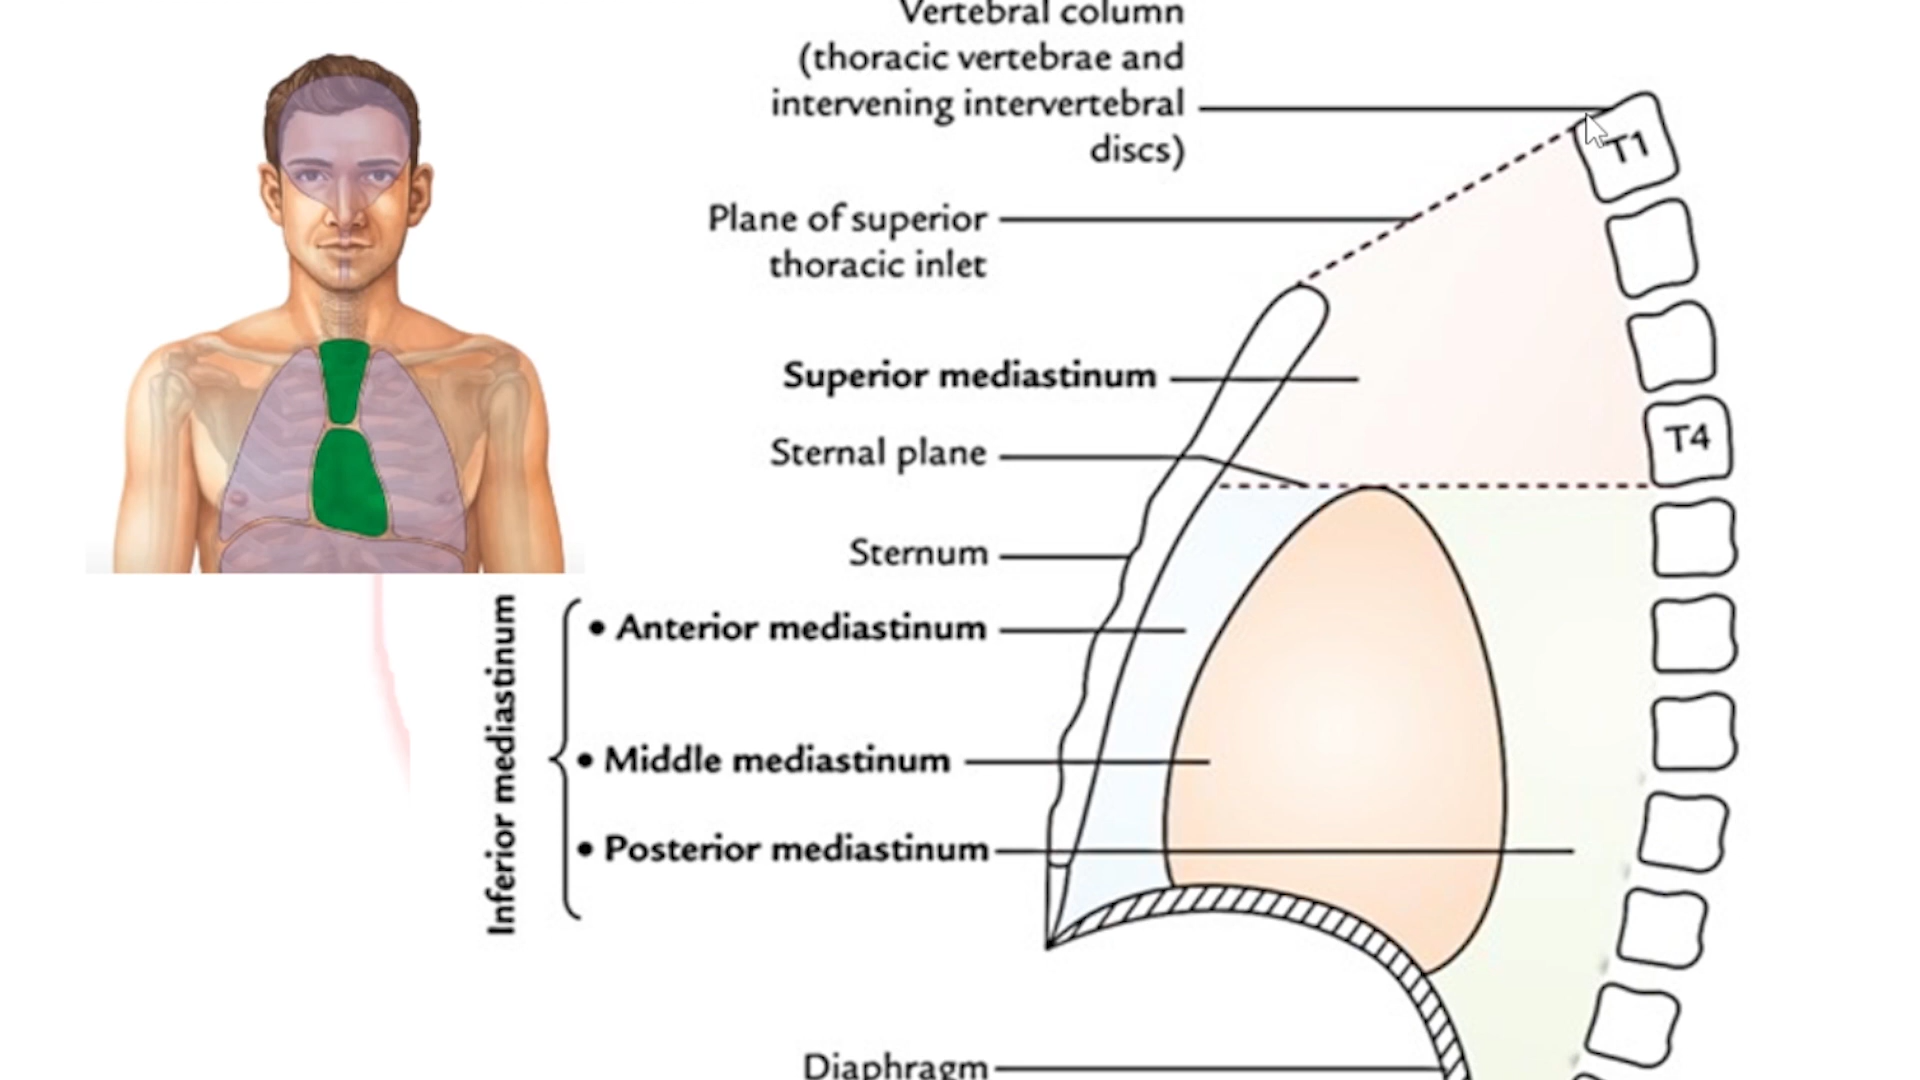 Vertebral column
(thoracic vertebrae and
intervening intervertebral
discs)
T1
Plane of superior
thoracic inlet
Superior mediastinum
T4
Sternal plane
Sternum
Inferior mediastinum
• Anterior mediastinum
• Middle mediastinum
• Posterior mediastinum
Diaphragm